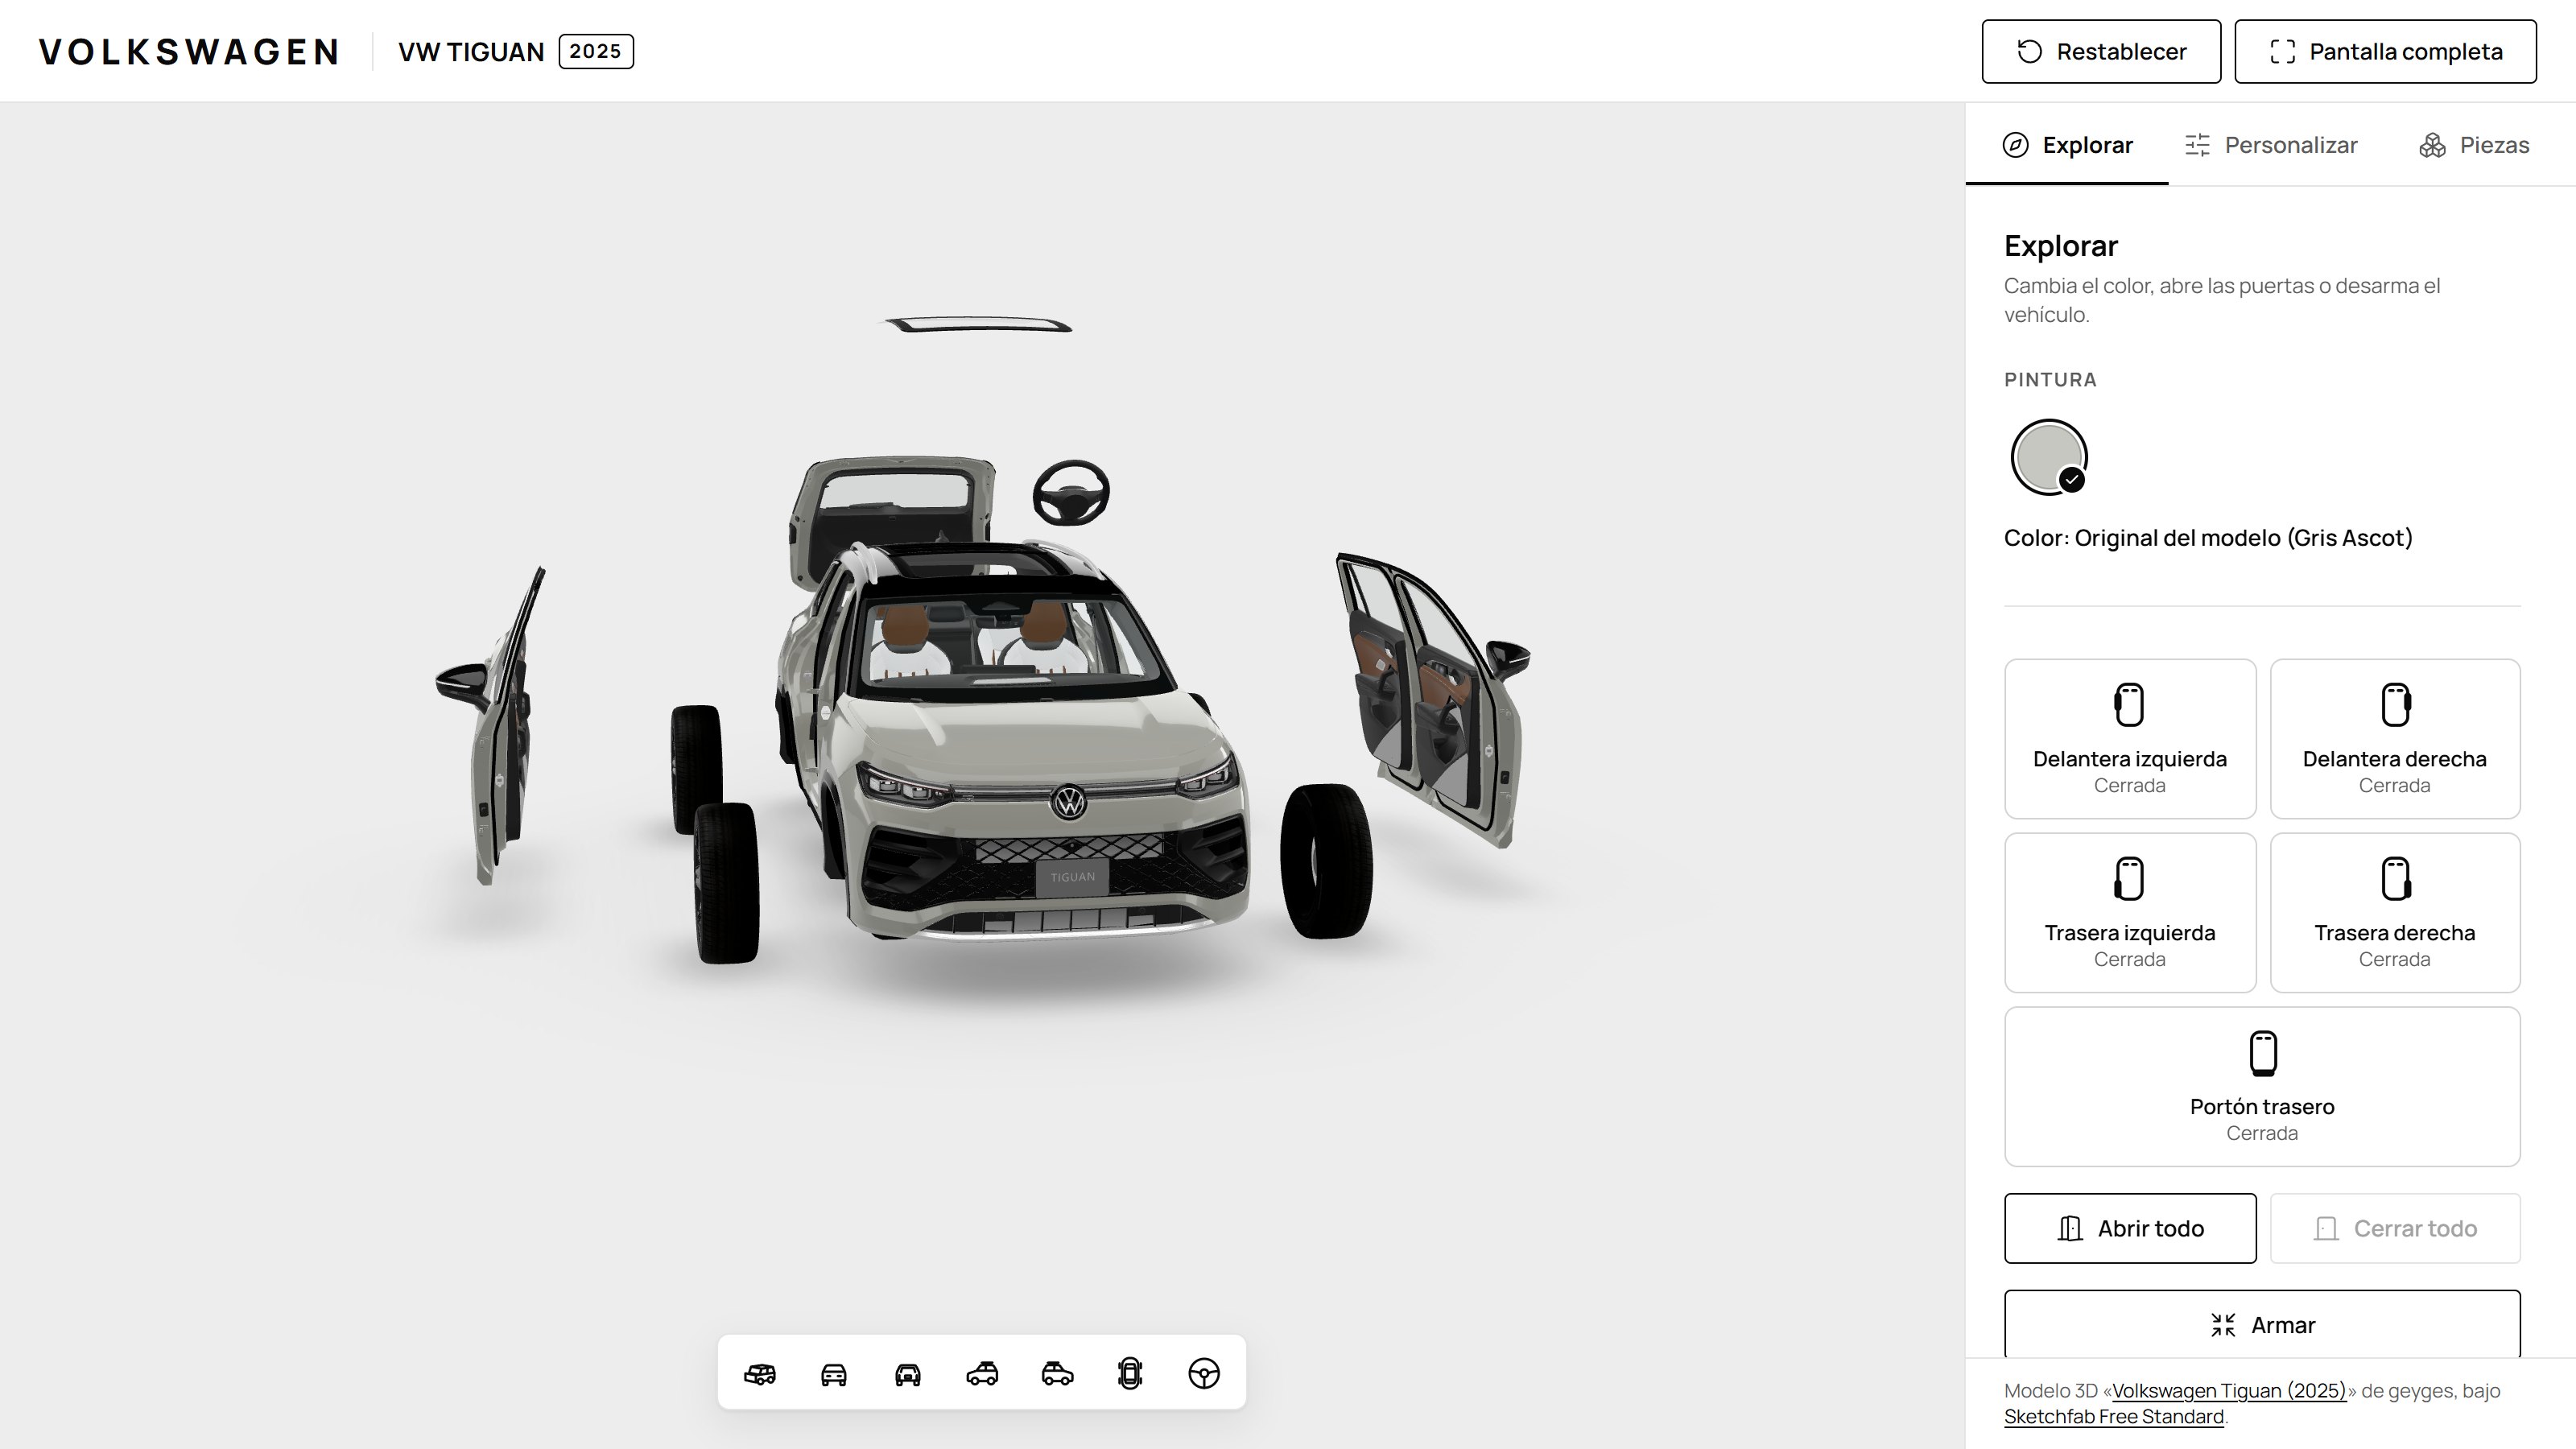 VOLKSWAGEN
VW TIGUAN
2025
Restablecer
Pantalla completa
Explorar
Personalizar
Piezas
Explorar
Cambia el color, abre las puertas o desarma el
vehículo.
PINTURA
Color: Original del modelo (Gris Ascot)
Delantera izquierda
Cerrada
Delantera derecha
Cerrada
Trasera izquierda
Cerrada
Trasera derecha
Cerrada
Portón trasero
Cerrada
Abrir todo
Cerrar todo
Armar
Modelo 3D «Volkswagen Tiguan (2025)» de geyges, bajo
Sketchfab Free Standard.
TIGUAN